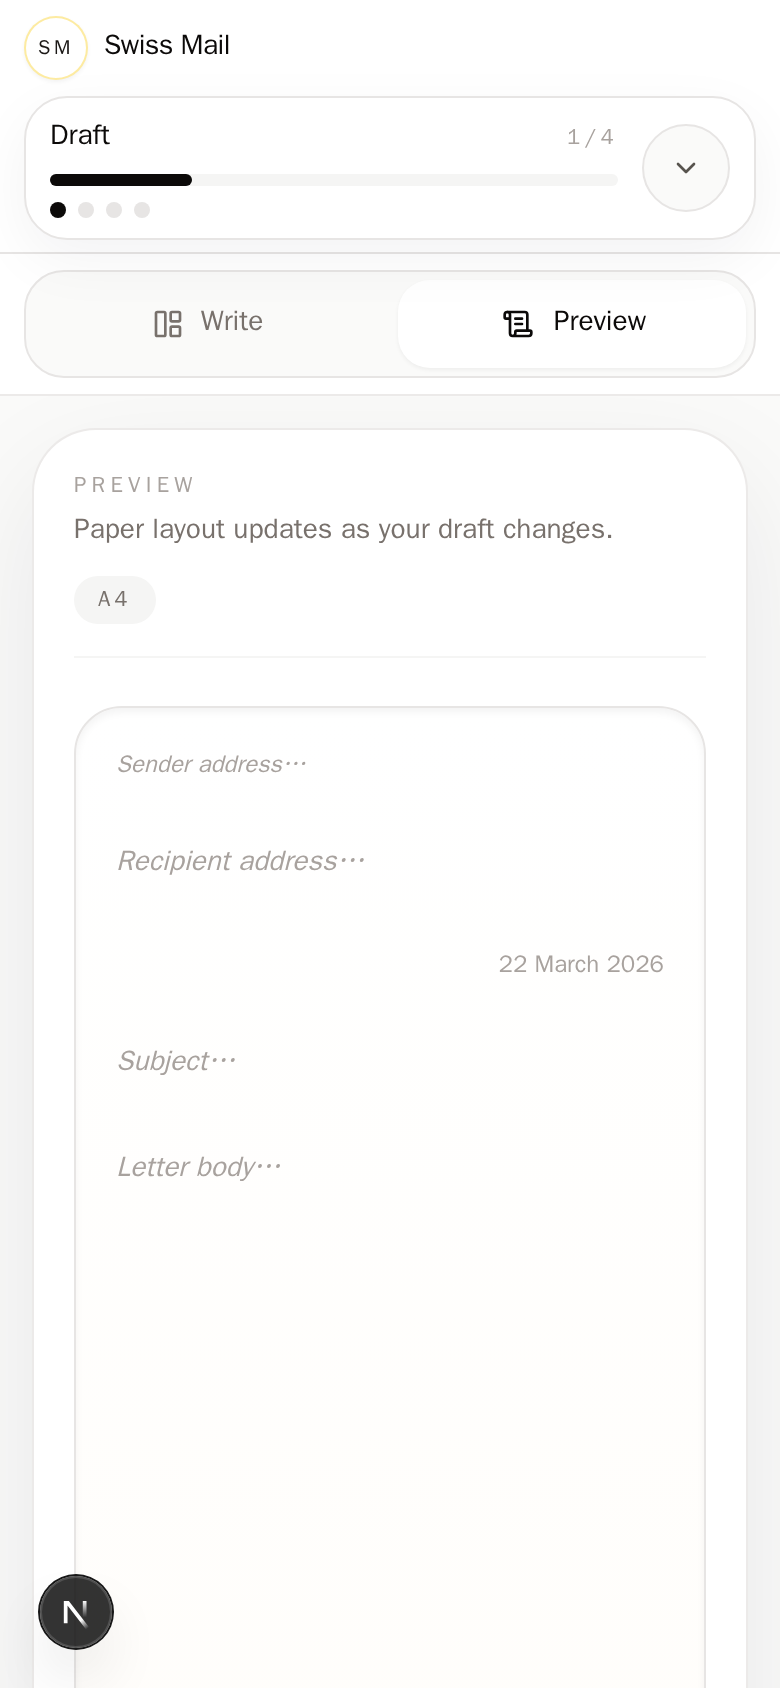 SM Swiss Mail
Draft 1/4
Write Preview
PREVIEW
Paper layout updates as your draft changes.
A4
Sender address…
Recipient address…
22 March 2026
Subject…
Letter body…
N